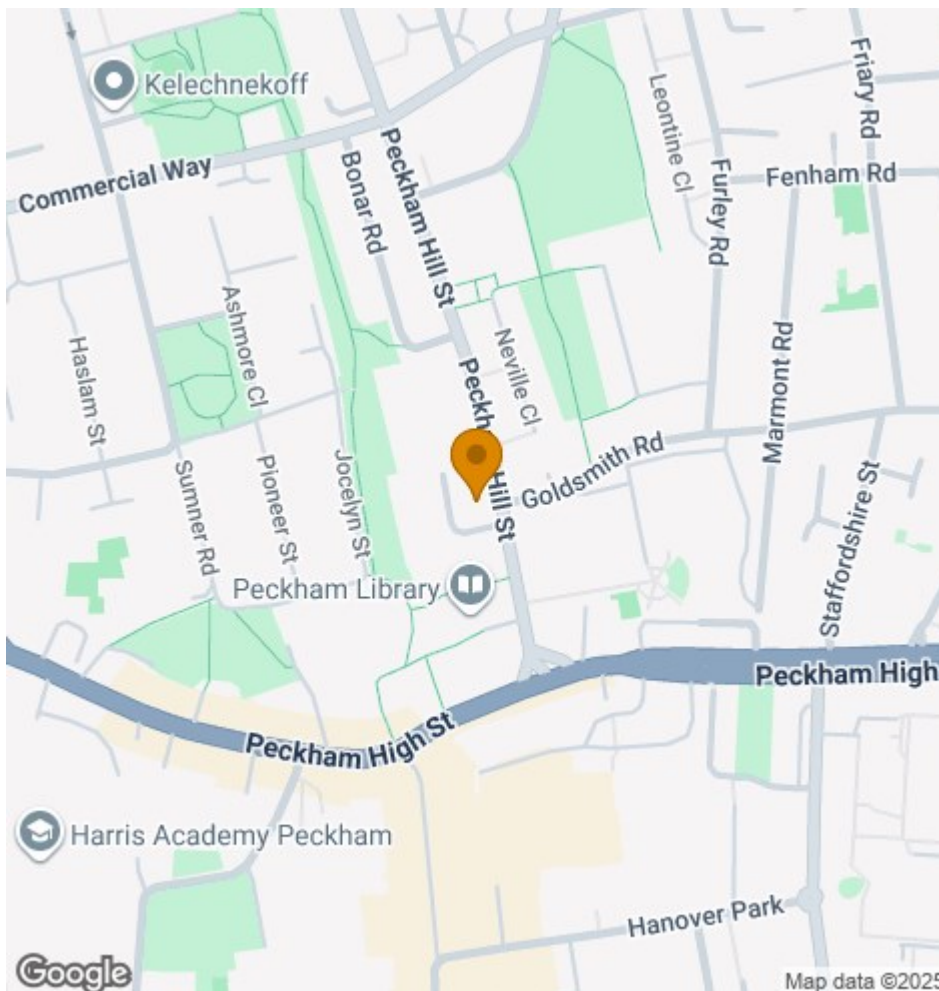 Kelechnekoff
Commercial Way
Bonar Rd
Peckham Hill St
Leontine Cl
Friary Rd
Furley Rd
Fenham Rd
Ashmore Cl
Haslam St
Neville Cl
Marmont Rd
Peckham Hill St
Goldsmith Rd
Sumner Rd
Pioneer St
Jocelyn St
Staffordshire St
Peckham Library
Peckham High St
Peckham High
Harris Academy Peckham
Hanover Park
Google
Map data ©2025